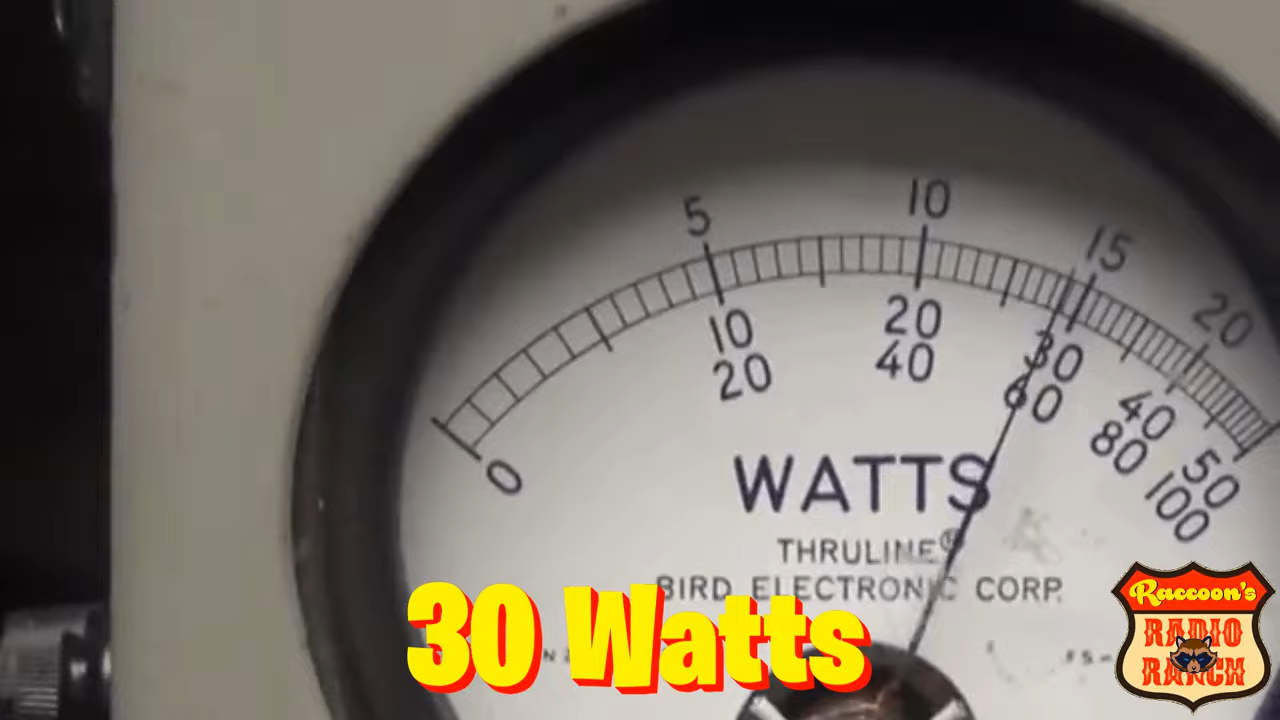 5 10 15 20
0 10 20 30 40 50
20 40 60 80 100
WATTS
THRULINE®
BIRD ELECTRONIC CORP.
30 Watts
Raccoon's
RADIO
RANCH